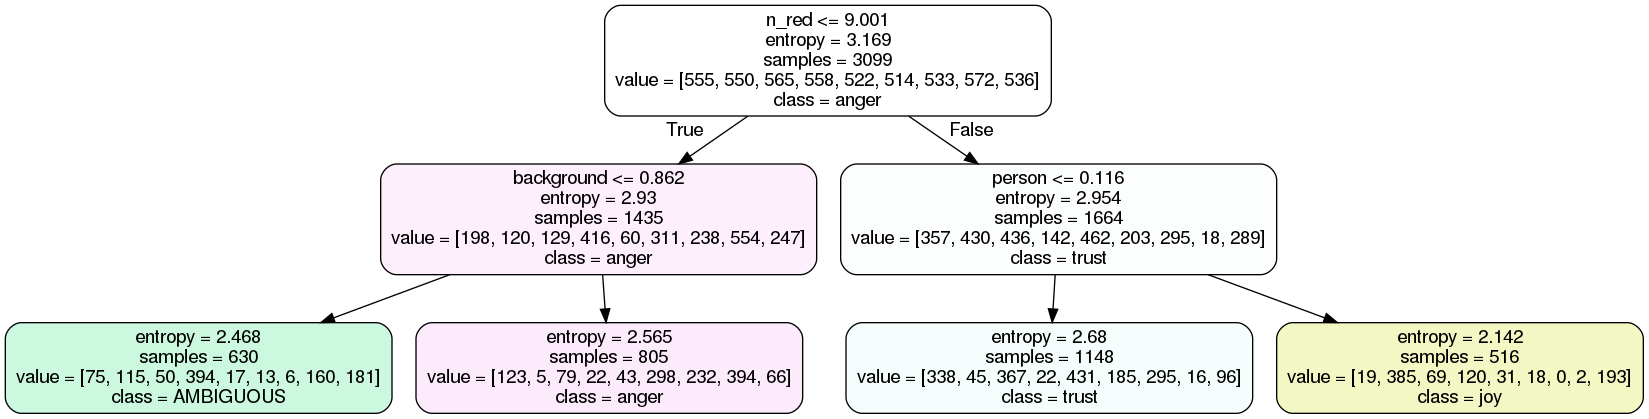 n_red <= 9.001
entropy = 3.169
samples = 3099
value = [555, 550, 565, 558, 522, 514, 533, 572, 536]
class = anger
True
False
background <= 0.862
entropy = 2.93
samples = 1435
value = [198, 120, 129, 416, 60, 311, 238, 554, 247]
class = anger
person <= 0.116
entropy = 2.954
samples = 1664
value = [357, 430, 436, 142, 462, 203, 295, 18, 289]
class = trust
entropy = 2.468
samples = 630
value = [75, 115, 50, 394, 17, 13, 6, 160, 181]
class = AMBIGUOUS
entropy = 2.565
samples = 805
value = [123, 5, 79, 22, 43, 298, 232, 394, 66]
class = anger
entropy = 2.68
samples = 1148
value = [338, 45, 367, 22, 431, 185, 295, 16, 96]
class = trust
entropy = 2.142
samples = 516
value = [19, 385, 69, 120, 31, 18, 0, 2, 193]
class = joy